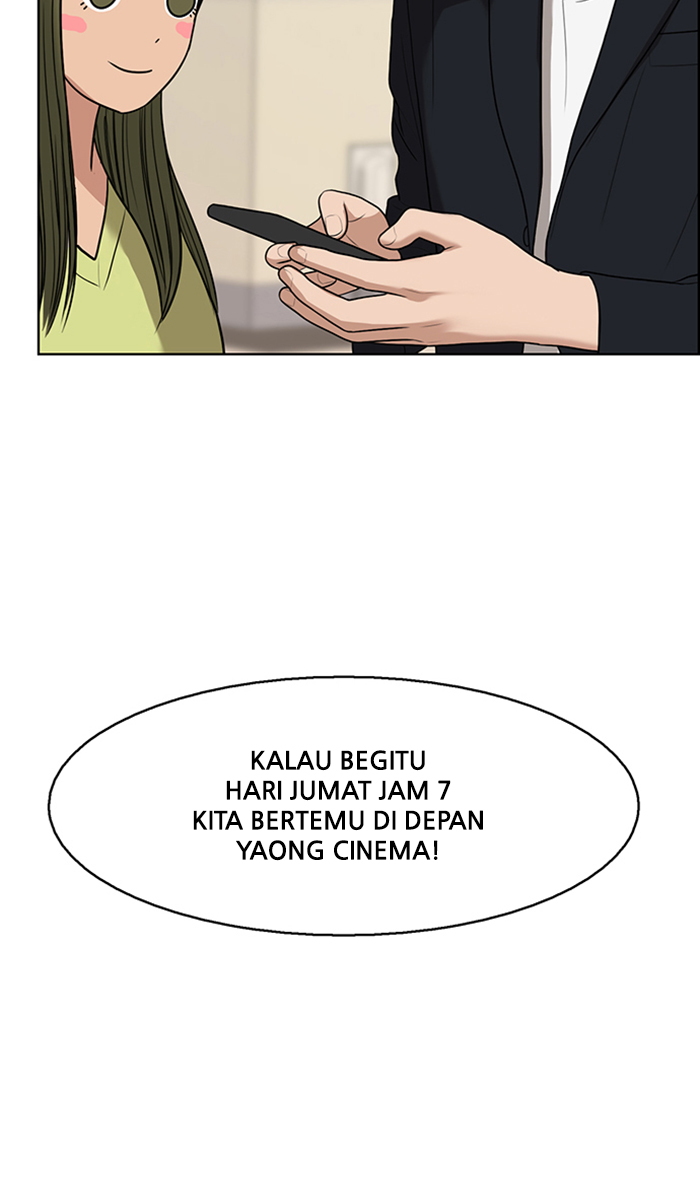 KALAU BEGITU
HARI JUMAT JAM 7
KITA BERTEMU DI DEPAN
YAONG CINEMA!